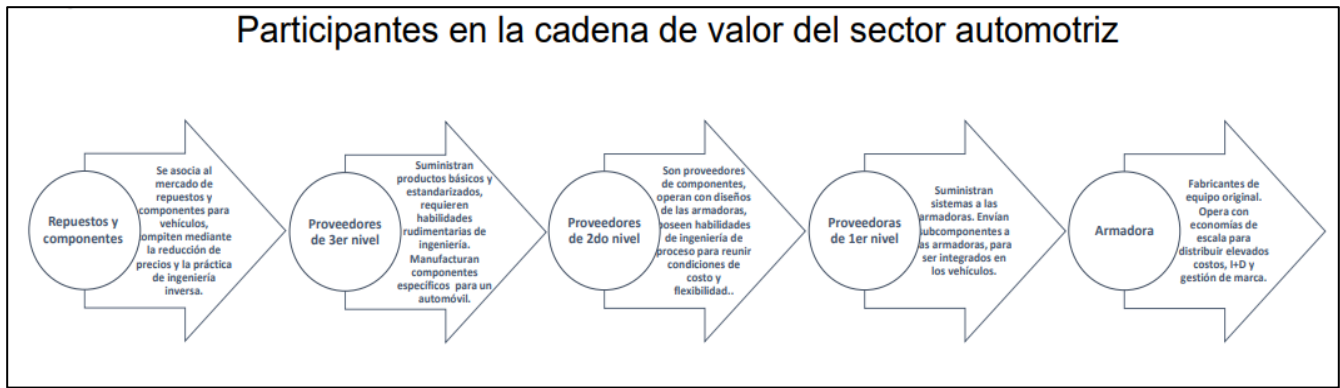 Participantes en la cadena de valor del sector automotriz
Repuestos y
componentes
Se asocia al
mercado de
repuestos y
componentes para
vehículos,
compiten mediante
la reducción de
precios y la práctica
de ingeniería
inversa.
Proveedores
de 3er nivel
Suministran
productos básicos y
estandarizados,
requieren
habilidades
rudimentarias de
ingeniería.
Manufacturan
componentes
específicos para un
automóvil.
Proveedores
de 2do nivel
Son proveedores
de componentes,
operan con diseños
de las armadoras,
poseen habilidades
de ingeniería de
proceso para reunir
condiciones de
costo y
flexibilidad..
Proveedoras
de 1er nivel
Suministran
sistemas a las
armadoras. Envían
subcomponentes a
las armadoras, para
ser integrados en
los vehículos.
Armadora
Fabricantes de
equipo original.
Opera con
economías de
escala para
distribuir elevados
costos, I+D y
gestión de marca.